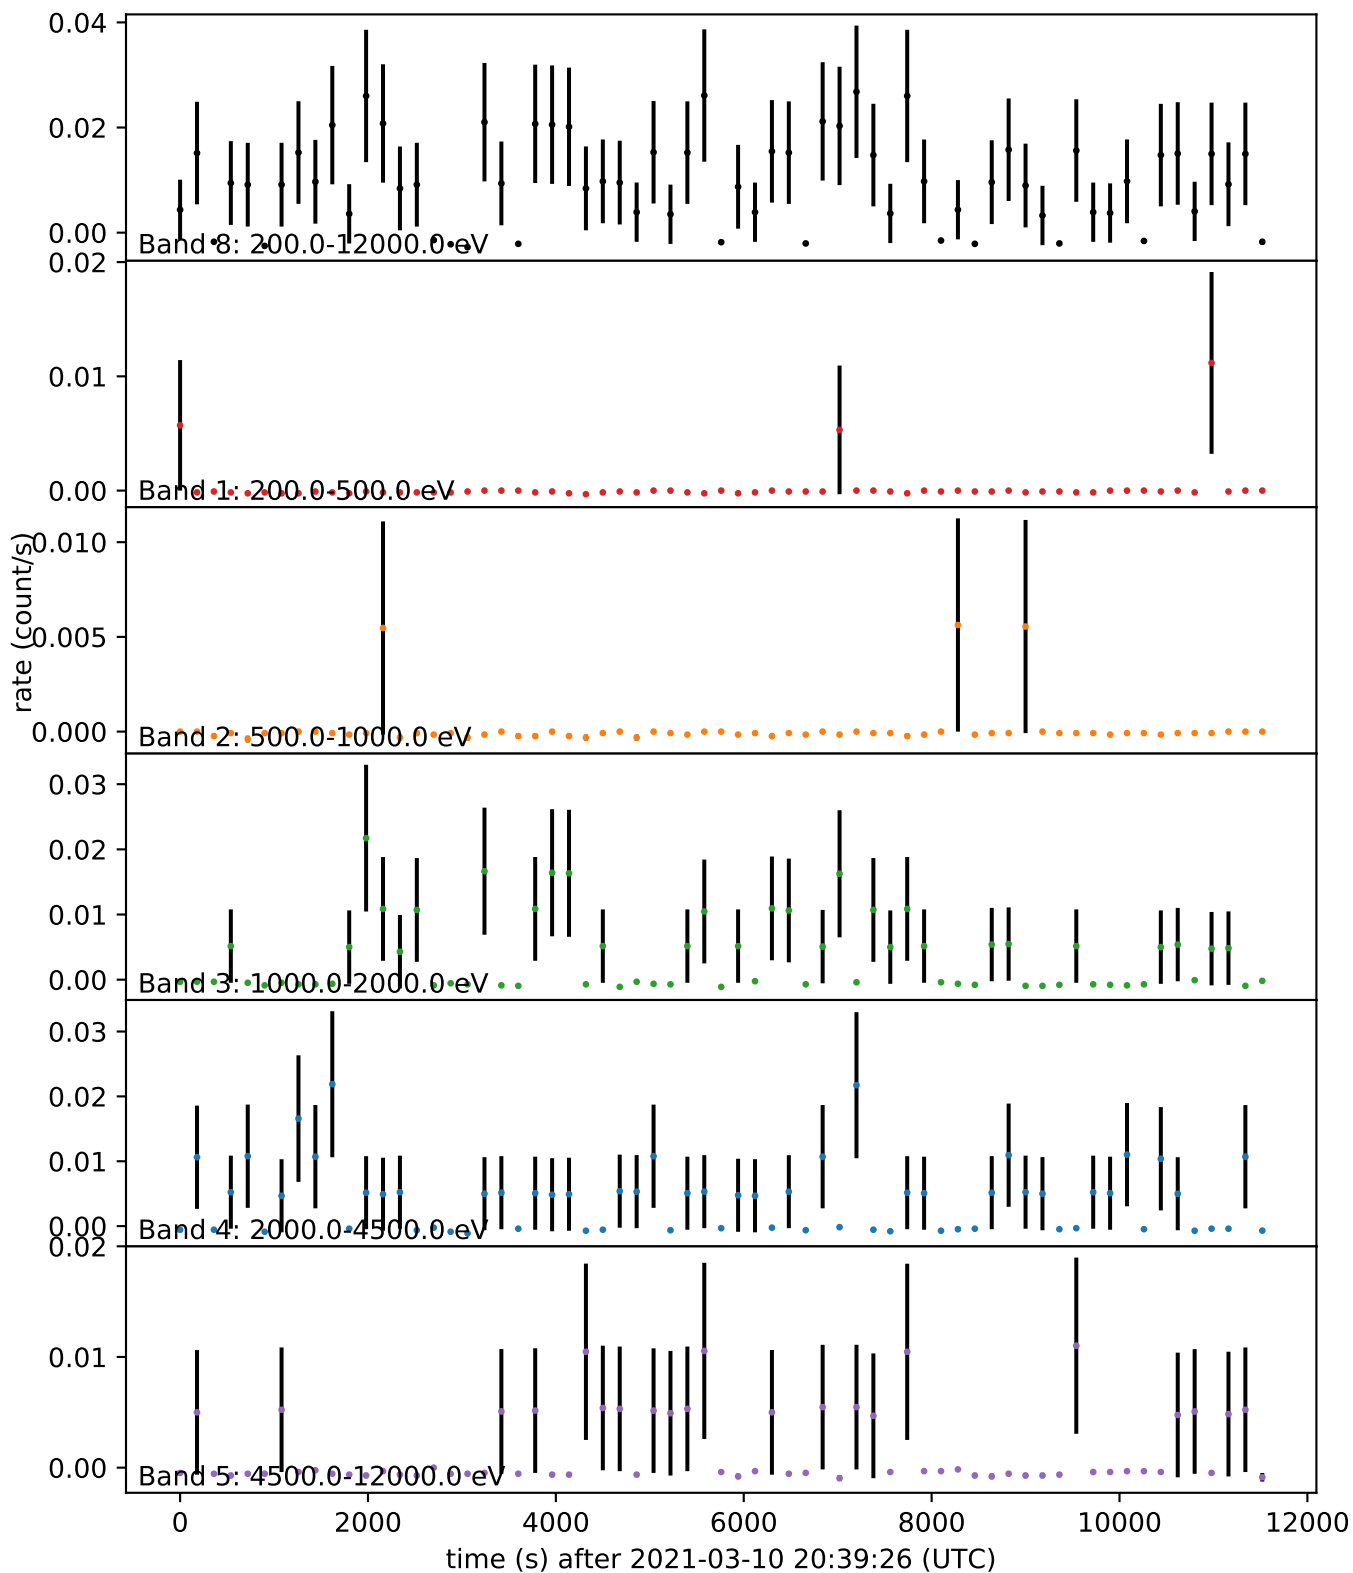 0.04
0.02
0.00
Band 8: 200.0-12000.0 eV
0.02
0.01
0.00
Band 1: 200.0-500.0 eV
rate (count/s)
0.010
0.005
0.000
Band 2: 500.0-1000.0 eV
0.03
0.02
0.01
0.00
Band 3: 1000.0-2000.0 eV
0.03
0.02
0.01
0.00
Band 4: 2000.0-4500.0 eV
0.02
0.01
0.00
Band 5: 4500.0-12000.0 eV
0 2000 4000 6000 8000 10000 12000
time (s) after 2021-03-10 20:39:26 (UTC)